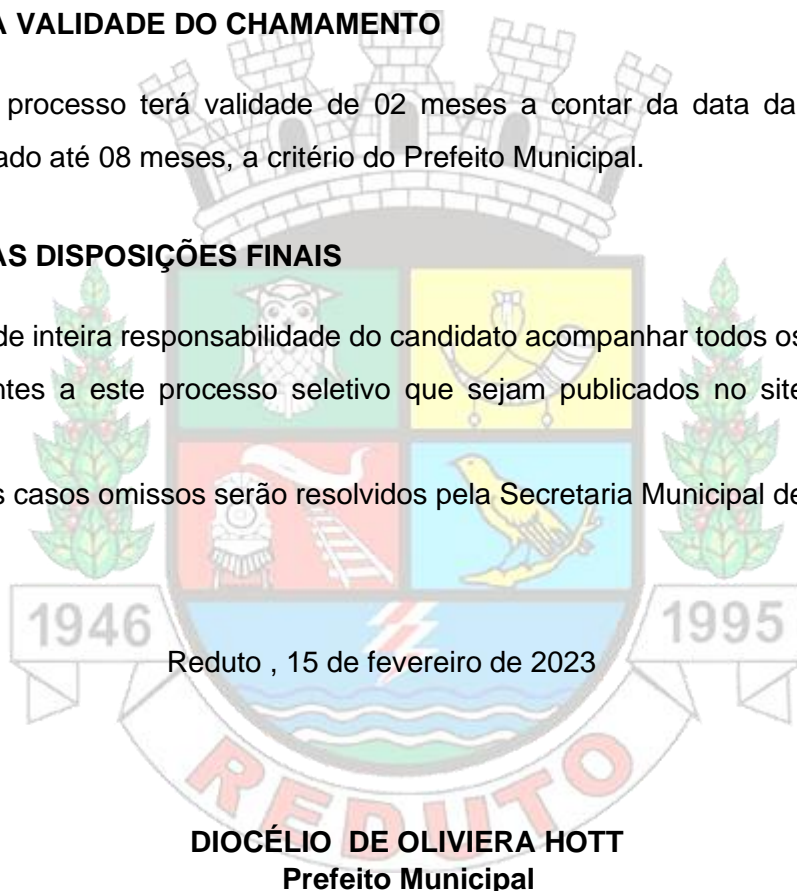 A VALIDADE DO CHAMAMENTO
processo terá validade de 02 meses a contar da data da
ado até 08 meses, a critério do Prefeito Municipal.
AS DISPOSIÇÕES FINAIS
de inteira responsabilidade do candidato acompanhar todos os
ntes a este processo seletivo que sejam publicados no site
s casos omissos serão resolvidos pela Secretaria Municipal de
1946
1995
Reduto , 15 de fevereiro de 2023
REDUTO
DIOCÉLIO DE OLIVIERA HOTT
Prefeito Municipal